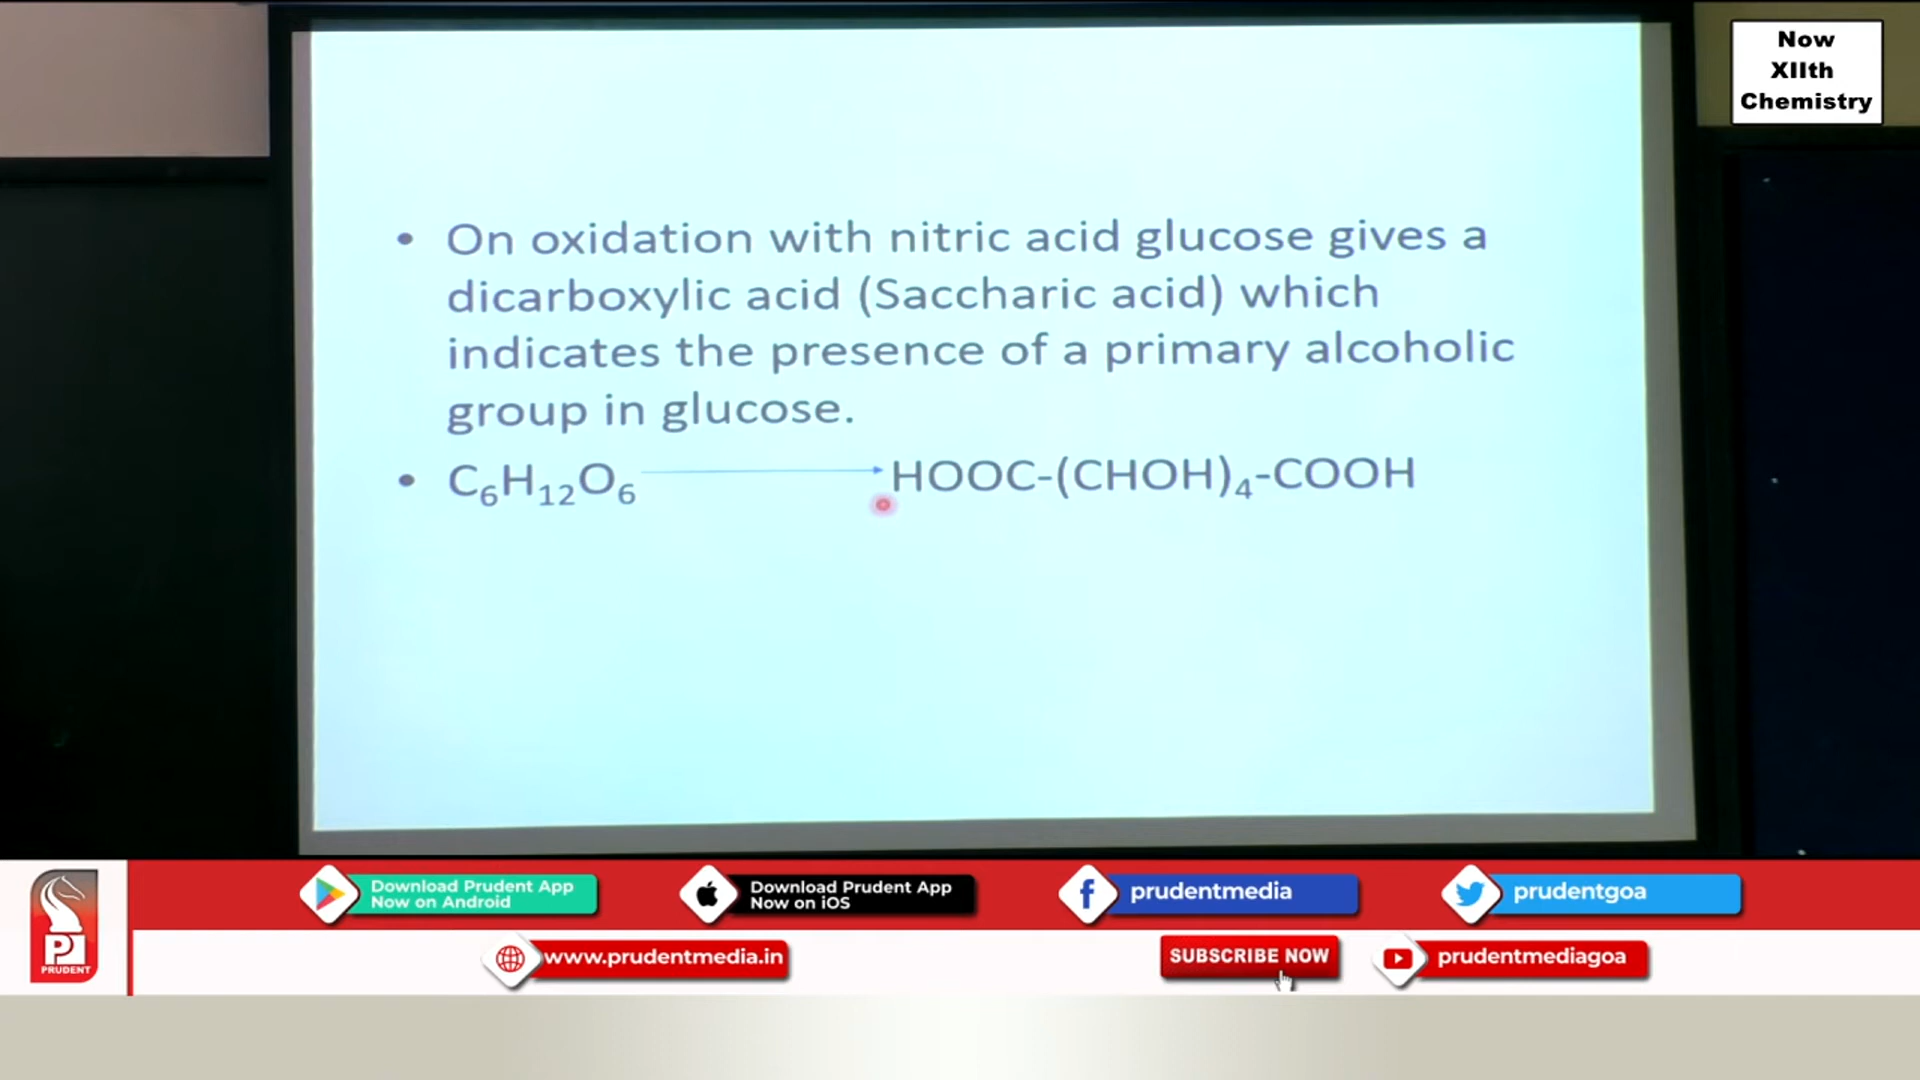 Now
XIIth
Chemistry
• On oxidation with nitric acid glucose gives a
dicarboxylic acid (Saccharic acid) which
indicates the presence of a primary alcoholic
group in glucose.
• C₆H₁₂O₆ → HOOC-(CHOH)₄-COOH
Download Prudent App
Now on Android
Download Prudent App
Now on iOS
prudentmedia
prudentgoa
PRUDENT
www.prudentmedia.in
SUBSCRIBE NOW
prudentmediagoa